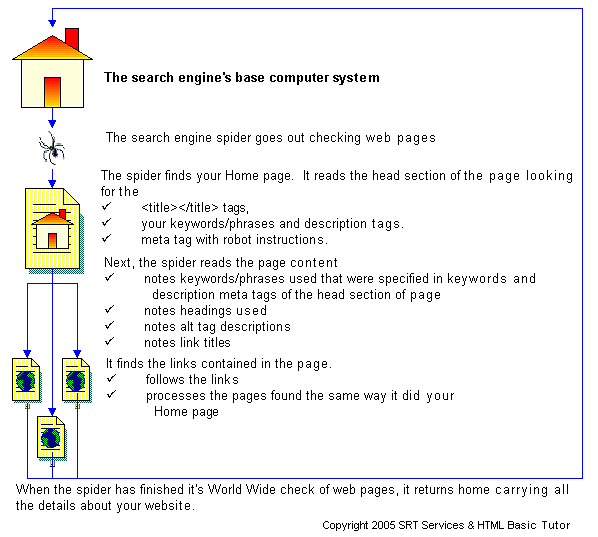 The search engine's base computer system
The search engine spider goes out checking web pages
The spider finds your Home page. It reads the head section of the page looking
for the
✓ <title></title> tags,
✓ your keywords/phrases and description tags.
✓ meta tag with robot instructions.
Next, the spider reads the page content
✓ notes keywords/phrases used that were specified in keywords and
description meta tags of the head section of page
✓ notes headings used
✓ notes alt tag descriptions
✓ notes link titles
It finds the links contained in the page.
✓ follows the links
✓ processes the pages found the same way it did your
Home page
When the spider has finished it's World Wide check of web pages, it returns home carrying all
the details about your website.
Copyright 2005 SRT Services & HTML Basic Tutor